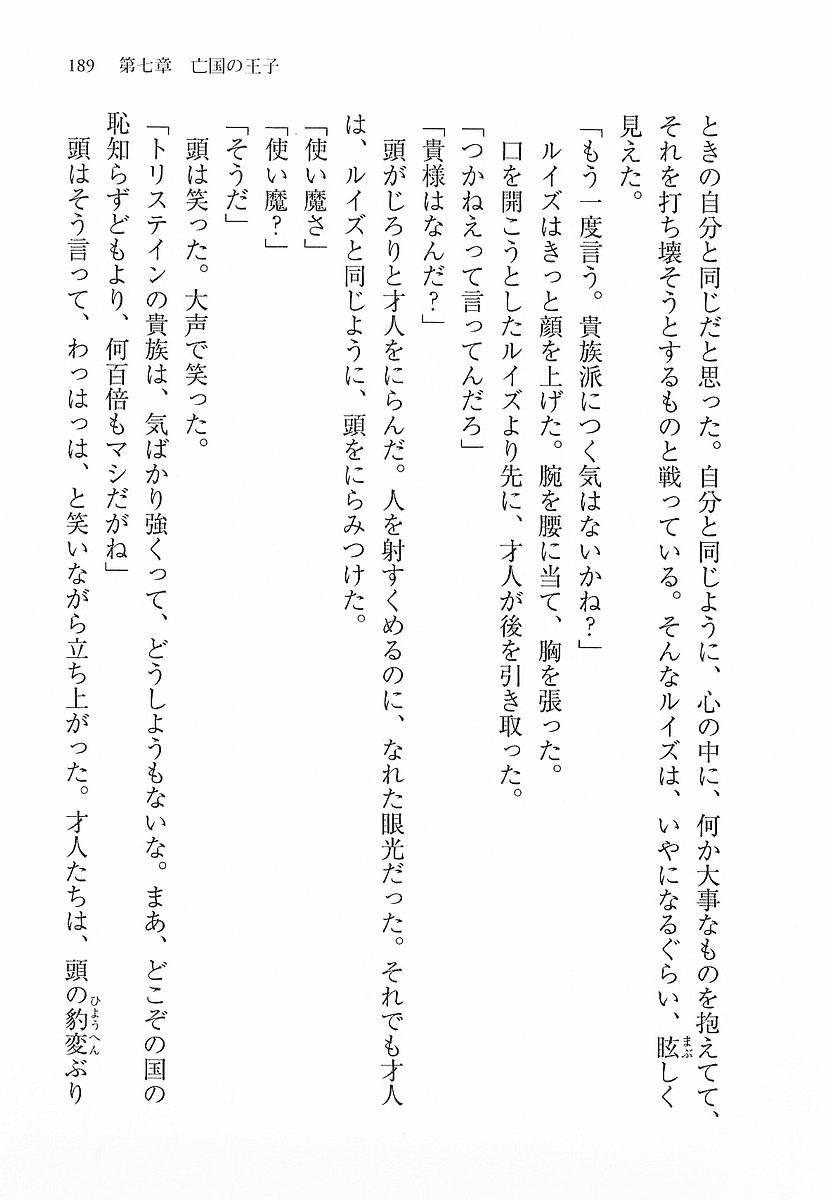 189　第七章　亡国の王子
ときの自分と同じだと思った。自分と同じように、心の中に、何か大事なものを抱えてて、
それを打ち壊そうとするものと戦っている。そんなルイズは、いやになるぐらい、眩しく
見えた。
「もう一度言う。貴族派につく気はないかね？」
ルイズはきっと顔を上げた。腕を腰に当て、胸を張った。
口を開こうとしたルイズより先に、才人が後を引き取った。
「つかねえって言ってんだろ」
「貴様はなんだ？」
頭がじろりと才人をにらんだ。人を射すくめるのに、なれた眼光だった。それでも才人
は、ルイズと同じように、頭をにらみつけた。
「使い魔さ」
「使い魔？」
「そうだ」
頭は笑った。大声で笑った。
「トリステインの貴族は、気ばかり強くって、どうしようもないな。まあ、どこぞの国の
恥知らずどもより、何百倍もマシだがね」
頭はそう言って、わっはっは、と笑いながら立ち上がった。才人たちは、頭の豹変ぶり